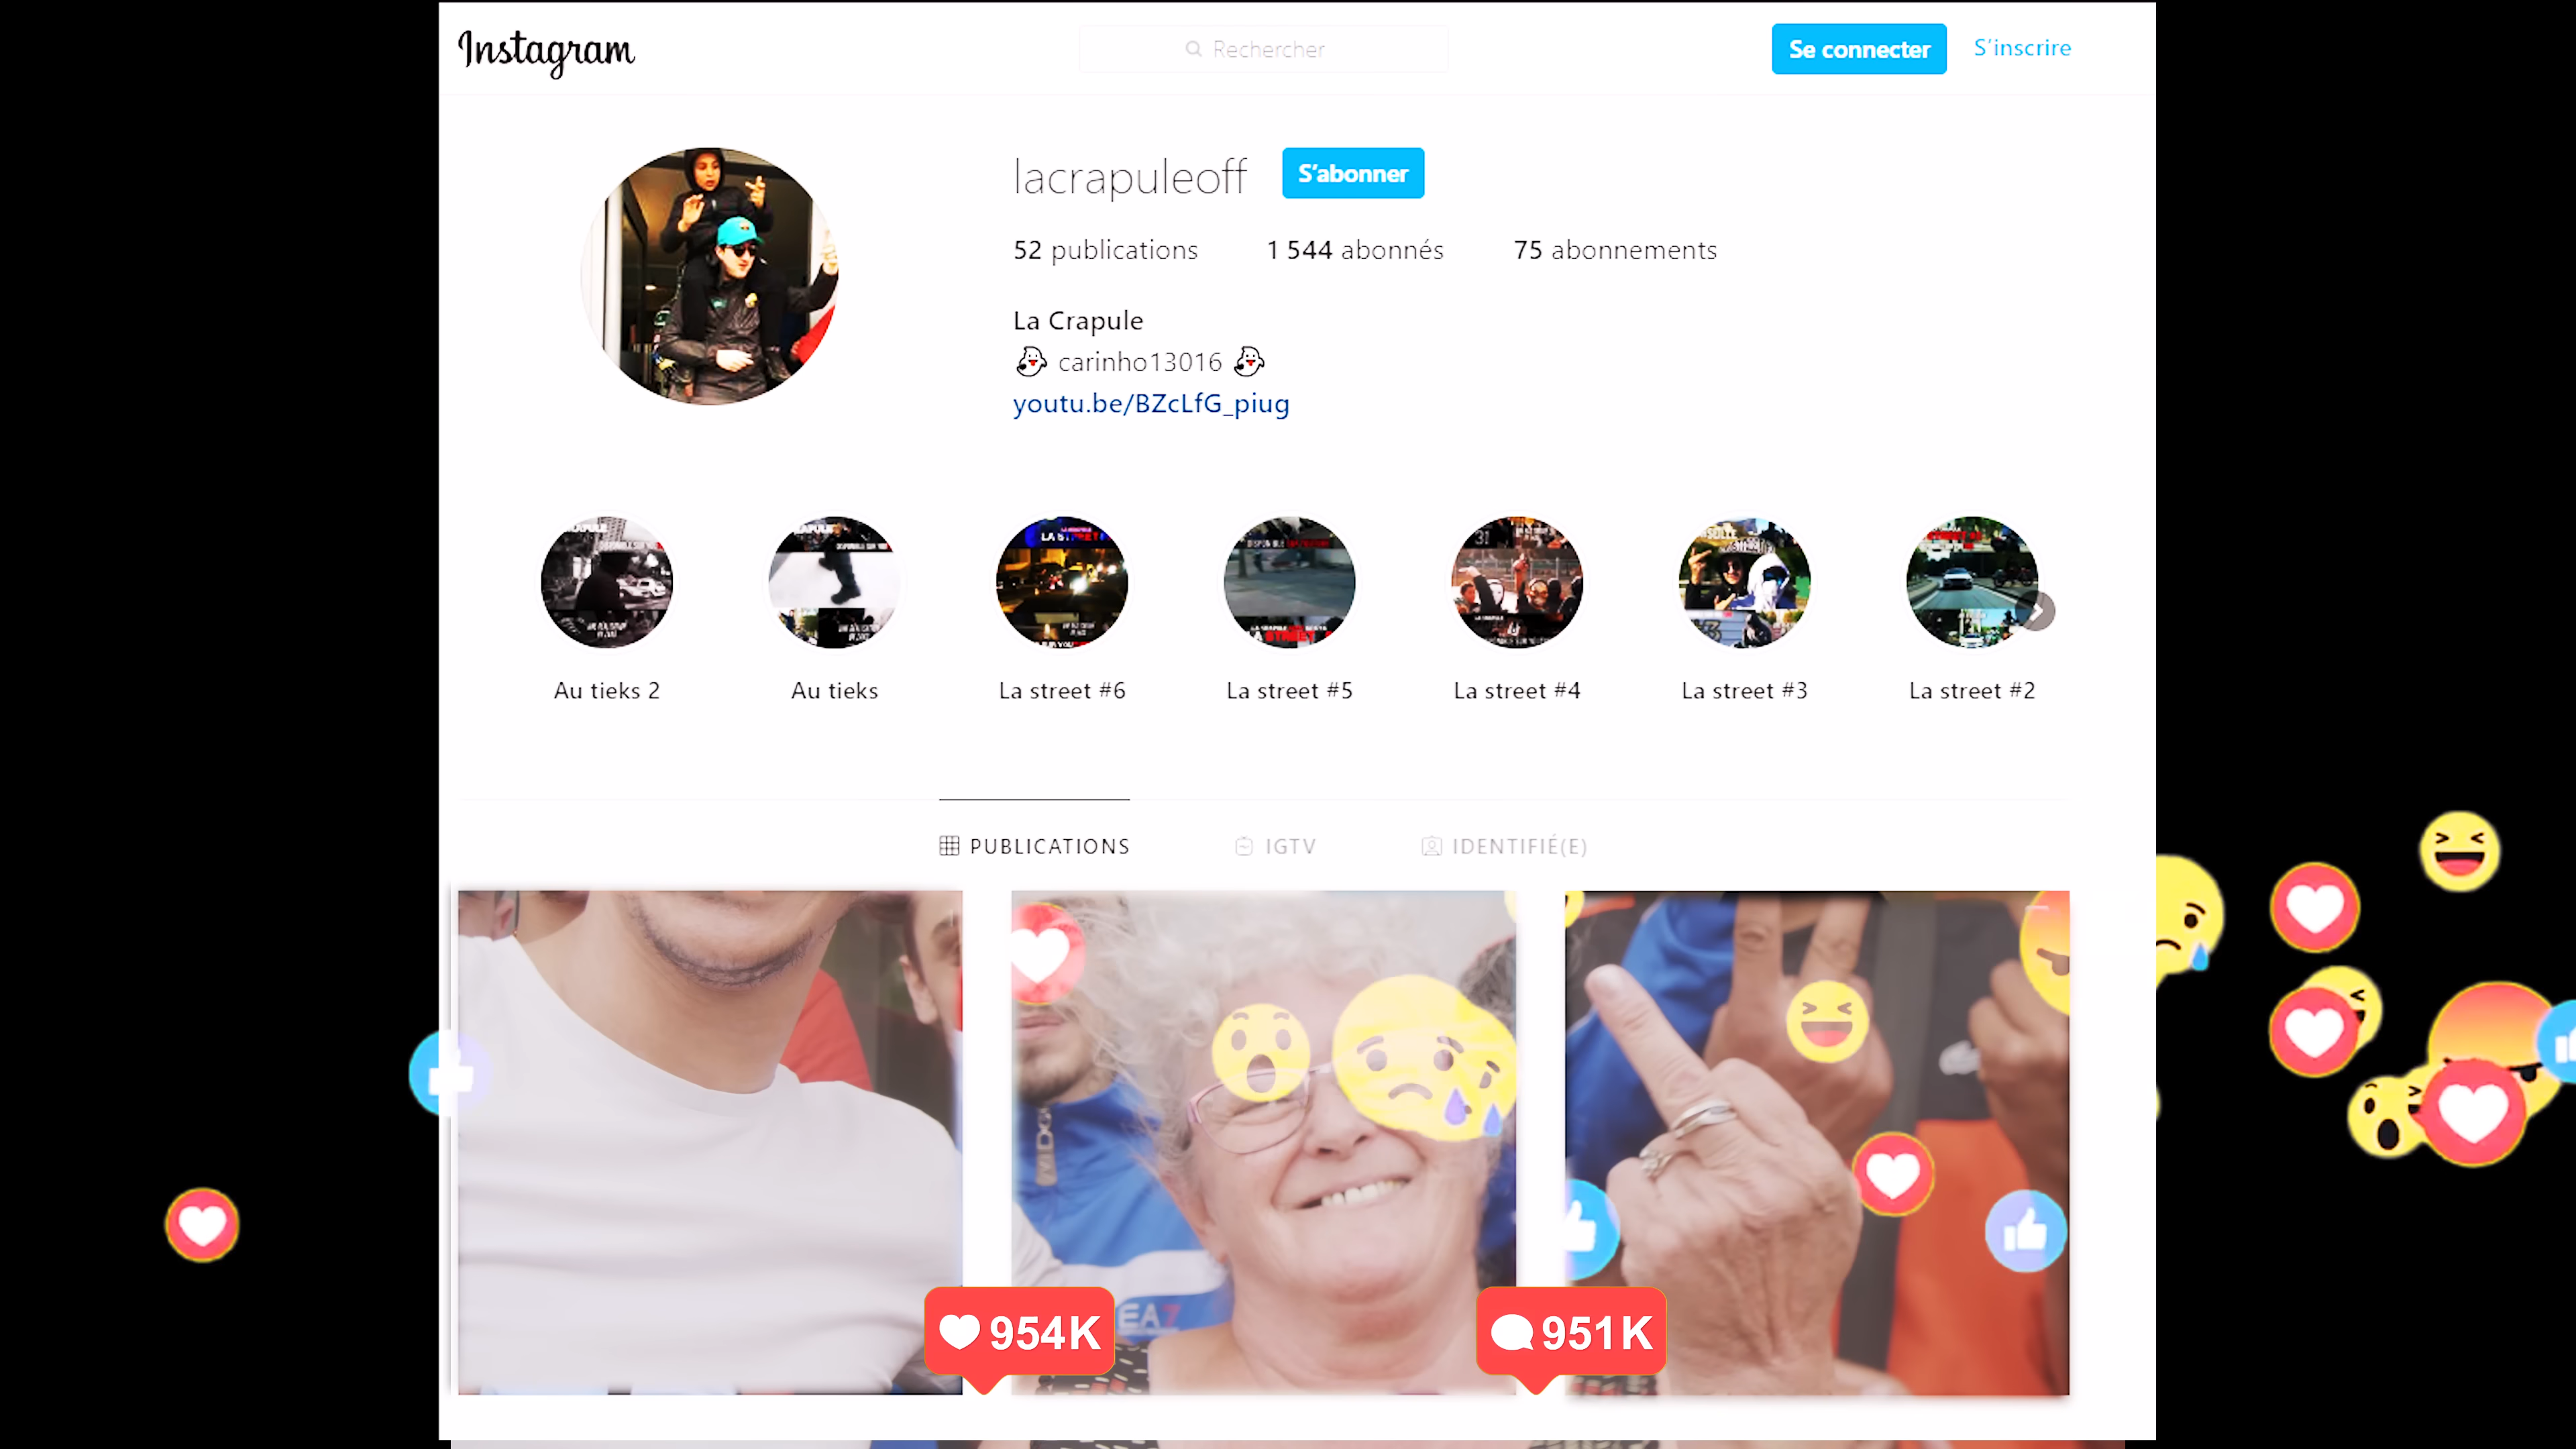 Instagram
Rechercher
Se connecter
S'inscrire
lacrapuleoff
S'abonner
52 publications
1 544 abonnés
75 abonnements
La Crapule
carinho13016
youtu.be/BZcLfG_piug
Au tieks 2
Au tieks
La street #6
La street #5
La street #4
La street #3
La street #2
PUBLICATIONS
IGTV
IDENTIFIÉ(E)
EA7
954K
951K